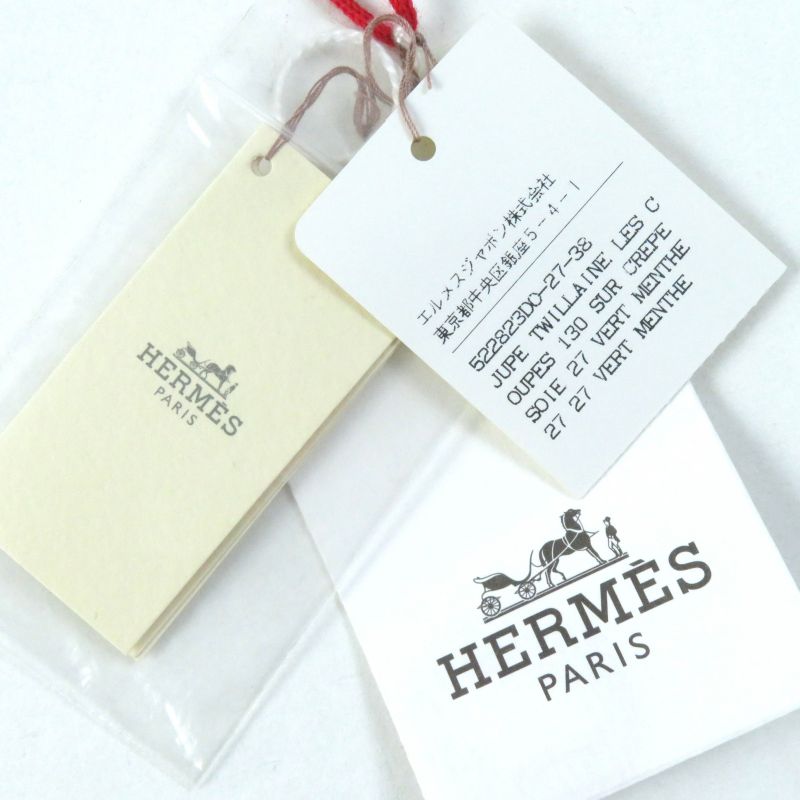 HERMÈS
PARIS
エルメスジャポン株式会社
東京都中央区銀座5-4-1
522823D0-27-38
JUPE TWILLAINE LES C
OUPES 130 SUR CREPE
SOIE 27 VERT MENTHE
27 27 VERT MENTHE
HERMÈS
PARIS